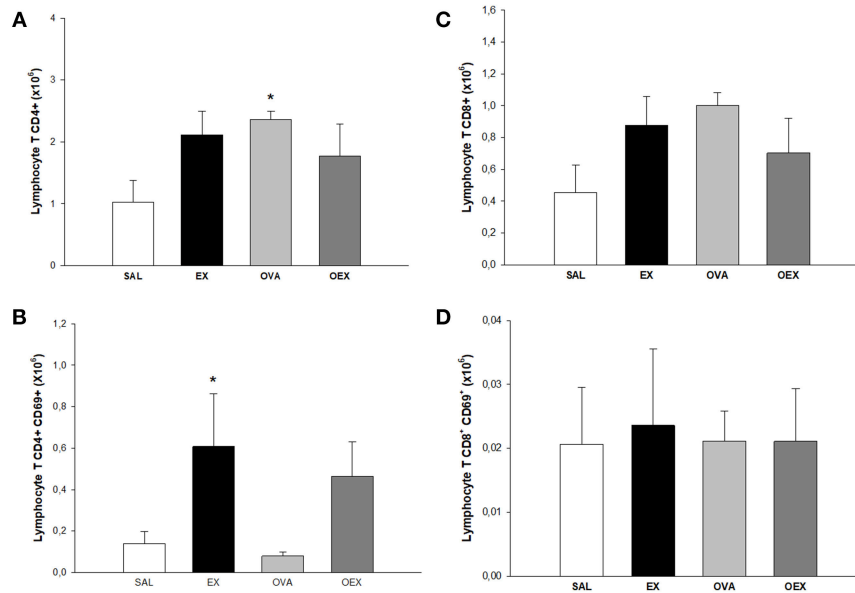 A
Lymphocyte T CD4+ (x10⁶)
4
3
2
1
0
*
SAL EX OVA OEX
C
Lymphocyte T CD8+ (x10⁶)
1,6
1,4
1,2
1,0
0,8
0,6
0,4
0,2
0,0
SAL EX OVA OEX
B
Lymphocyte T CD4+ CD69+ (X10⁶)
1,2
1,0
0,8
0,6
0,4
0,2
0,0
*
SAL EX OVA OEX
D
Lymphocyte T CD8⁺ CD69⁺ (x10⁶)
0,04
0,03
0,02
0,01
0,00
SAL EX OVA OEX